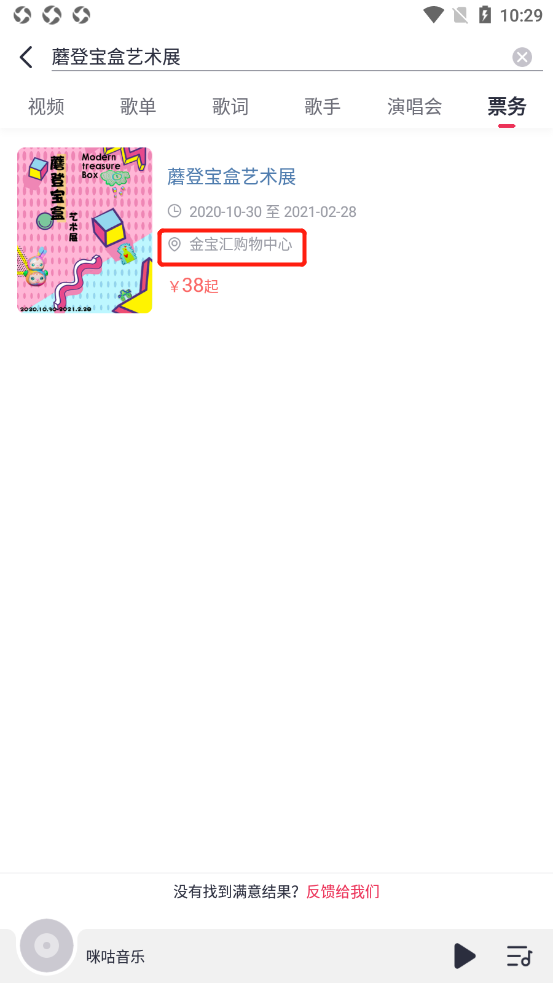 10:29
蘑登宝盒艺术展
视频 歌单 歌词 歌手 演唱会 票务
蘑登宝盒
艺术展
Modern
treasure
Box
2020.10.30-2021.2.28
蘑登宝盒艺术展
2020-10-30 至 2021-02-28
金宝汇购物中心
￥38起
没有找到满意结果？反馈给我们
咪咕音乐